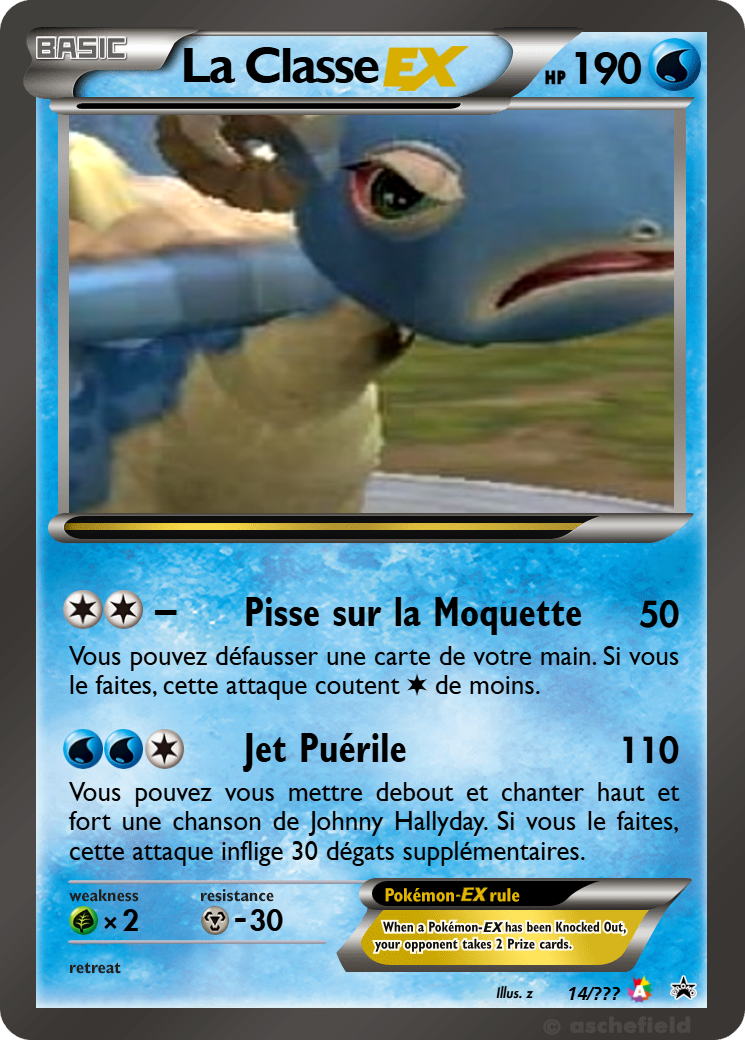 BASIC
La Classe EX
HP 190
– Pisse sur la Moquette 50
Vous pouvez défausser une carte de votre main. Si vous
le faites, cette attaque coutent de moins.
Jet Puérile 110
Vous pouvez vous mettre debout et chanter haut et
fort une chanson de Johnny Hallyday. Si vous le faites,
cette attaque inflige 30 dégats supplémentaires.
weakness resistance
×2 -30
retreat
Pokémon-EX rule
When a Pokémon-EX has been Knocked Out,
your opponent takes 2 Prize cards.
Illus. z 14/??? A
© aschefield